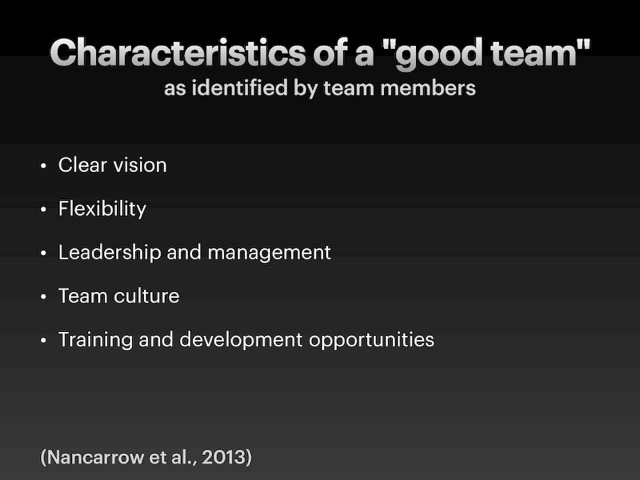 Characteristics of a "good team"
as identified by team members
• Clear vision
• Flexibility
• Leadership and management
• Team culture
• Training and development opportunities
(Nancarrow et al., 2013)